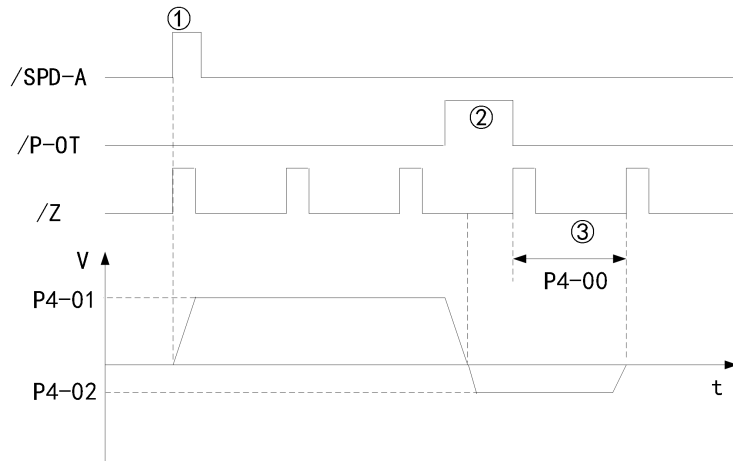 ①
/SPD-A
②
/P-OT
/Z
③
V
P4-00
P4-01
P4-02
t